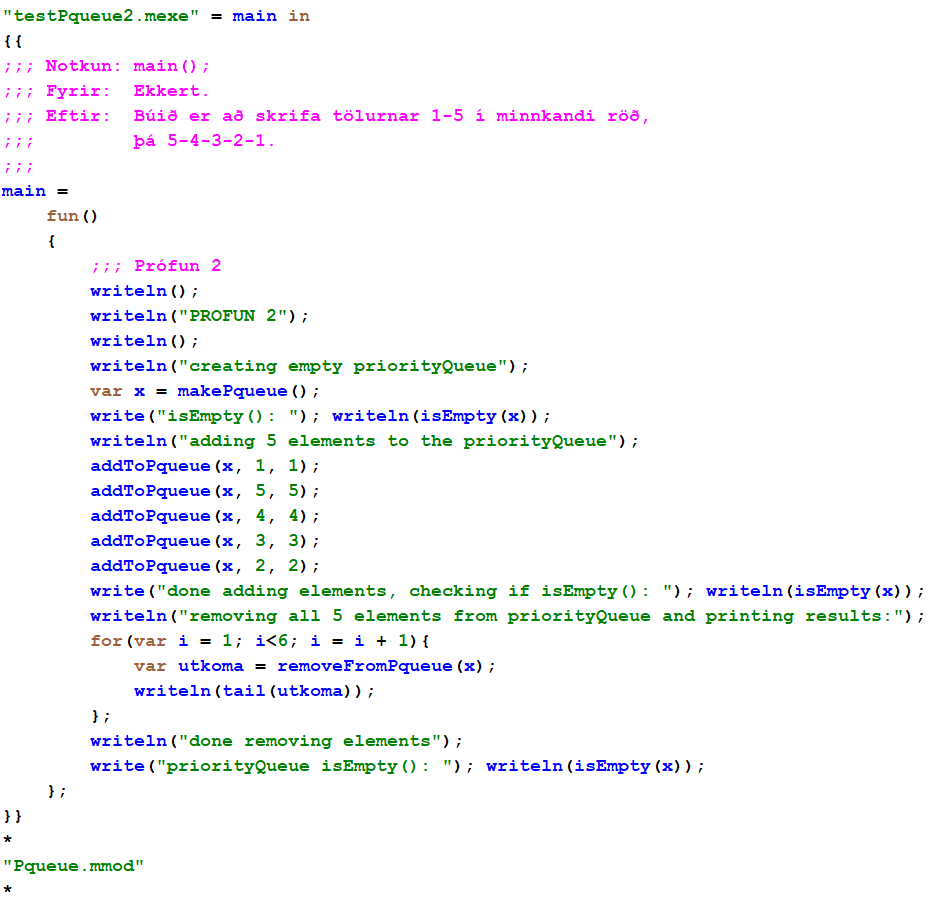 "testPqueue2.mexe" = main in
{{
;;; Notkun: main();
;;; Fyrir:  Ekkert.
;;; Eftir:  Búið er að skrifa tölurnar 1-5 í minnkandi röð,
;;;         þá 5-4-3-2-1.
;;;
main =
    fun()
    {
        ;;; Prófun 2
        writeln();
        writeln("PROFUN 2");
        writeln();
        writeln("creating empty priorityQueue");
        var x = makePqueue();
        write("isEmpty(): "); writeln(isEmpty(x));
        writeln("adding 5 elements to the priorityQueue");
        addToPqueue(x, 1, 1);
        addToPqueue(x, 5, 5);
        addToPqueue(x, 4, 4);
        addToPqueue(x, 3, 3);
        addToPqueue(x, 2, 2);
        write("done adding elements, checking if isEmpty(): "); writeln(isEmpty(x));
        writeln("removing all 5 elements from priorityQueue and printing results:");
        for(var i = 1; i<6; i = i + 1){
            var utkoma = removeFromPqueue(x);
            writeln(tail(utkoma));
        };
        writeln("done removing elements");
        write("priorityQueue isEmpty(): "); writeln(isEmpty(x));
    };
}}
*
"Pqueue.mmod"
*